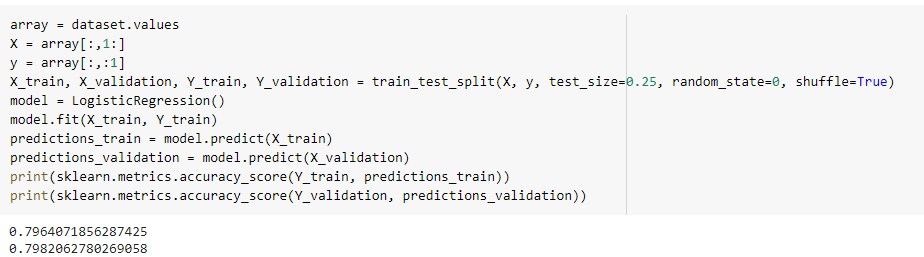 array = dataset.values
X = array[:,1:]
y = array[:,:1]
X_train, X_validation, Y_train, Y_validation = train_test_split(X, y, test_size=0.25, random_state=0, shuffle=True)
model = LogisticRegression()
model.fit(X_train, Y_train)
predictions_train = model.predict(X_train)
predictions_validation = model.predict(X_validation)
print(sklearn.metrics.accuracy_score(Y_train, predictions_train))
print(sklearn.metrics.accuracy_score(Y_validation, predictions_validation))
0.7964071856287425
0.7982062780269058